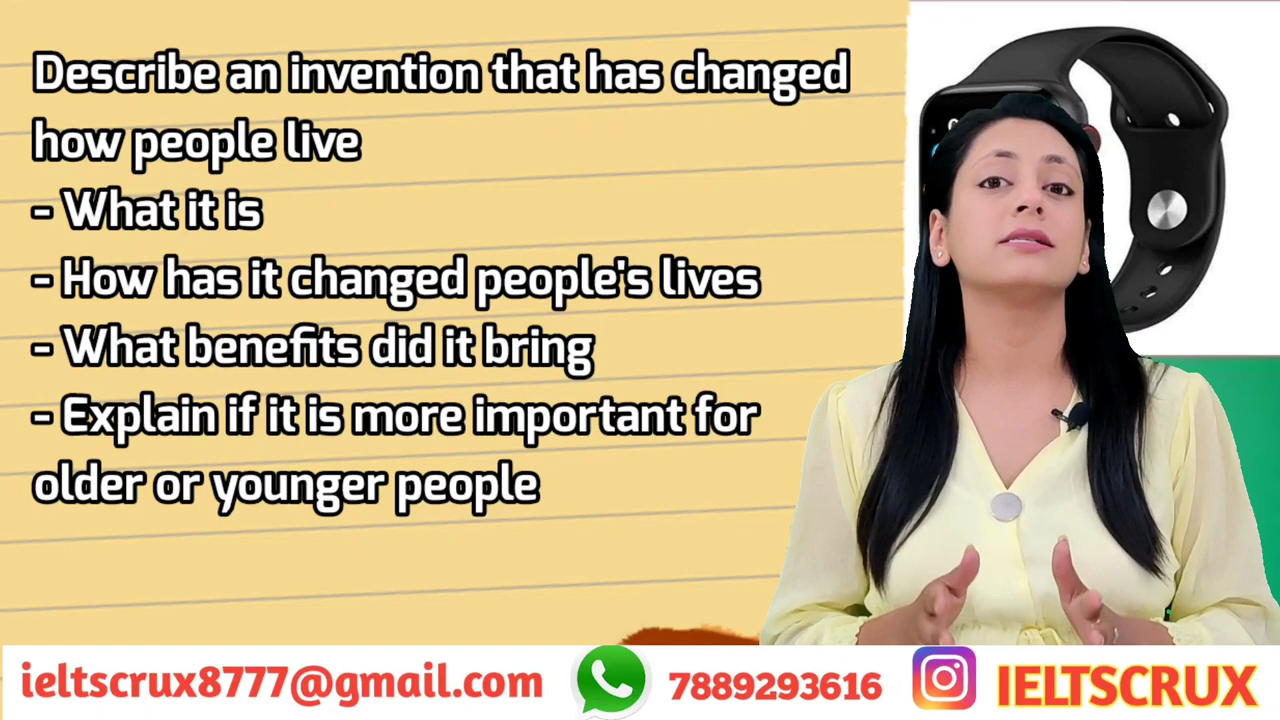 Describe an invention that has changed
how people live
- What it is
- How has it changed people's lives
- What benefits did it bring
- Explain if it is more important for
older or younger people
ieltscrux8777@gmail.com 7889293616 IELTSCRUX